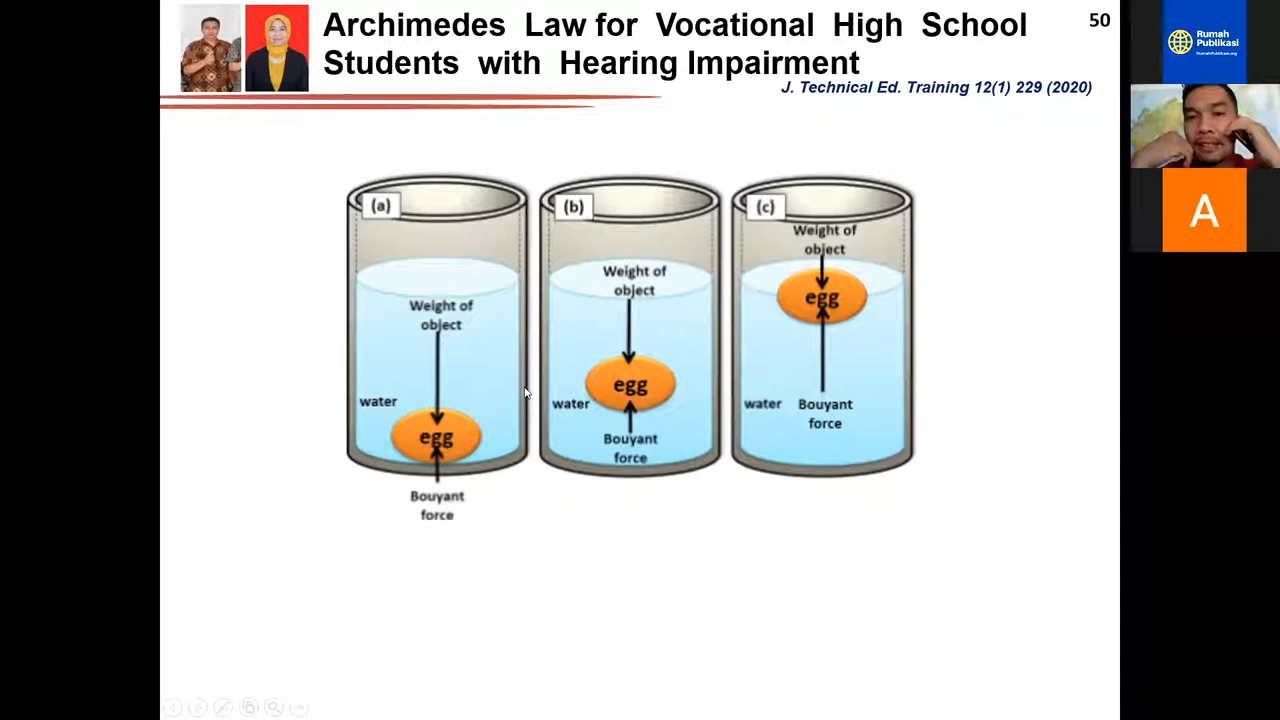 Archimedes Law for Vocational High School
Students with Hearing Impairment
50
J. Technical Ed. Training 12(1) 229 (2020)
Rumah
Publikasi
RumahPublikasi.org
A
(a)
Weight of
object
water
egg
Bouyant
force
(b)
Weight of
object
egg
water
Bouyant
force
(c)
Weight of
object
egg
water
Bouyant
force